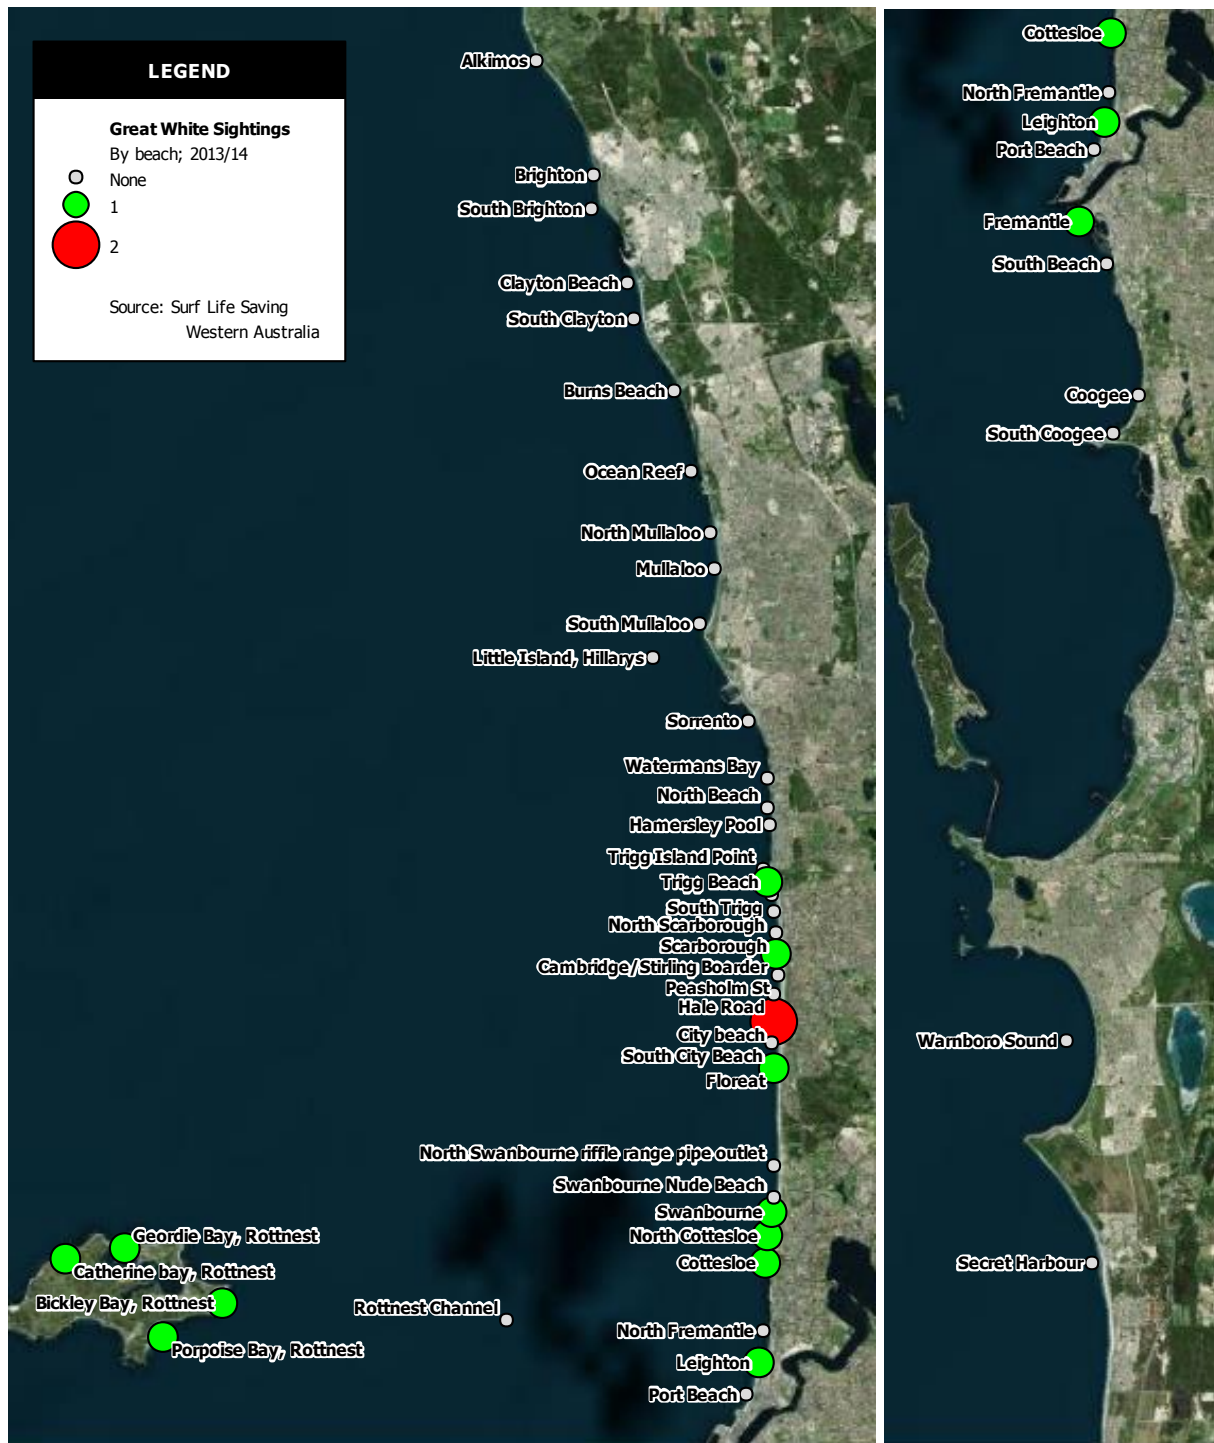 LEGEND
Great White Sightings
By beach; 2013/14
None
1
2
Source: Surf Life Saving
Western Australia
Alkimos
Brighton
South Brighton
Clayton Beach
South Clayton
Burns Beach
Ocean Reef
North Mullaloo
Mullaloo
South Mullaloo
Little Island, Hillarys
Sorrento
Watermans Bay
North Beach
Hamersley Pool
Trigg Island Point
Trigg Beach
South Trigg
North Scarborough
Scarborough
Cambridge/Stirling Boarder
Peasholm St
Hale Road
City beach
South City Beach
Floreat
North Swanbourne riffle range pipe outlet
Swanbourne Nude Beach
Swanbourne
North Cottesloe
Cottesloe
Geordie Bay, Rottnest
Catherine bay, Rottnest
Bickley Bay, Rottnest
Porpoise Bay, Rottnest
Rottnest Channel
North Fremantle
Leighton
Port Beach
Cottesloe
North Fremantle
Leighton
Port Beach
Fremantle
South Beach
Coogee
South Coogee
Warnboro Sound
Secret Harbour